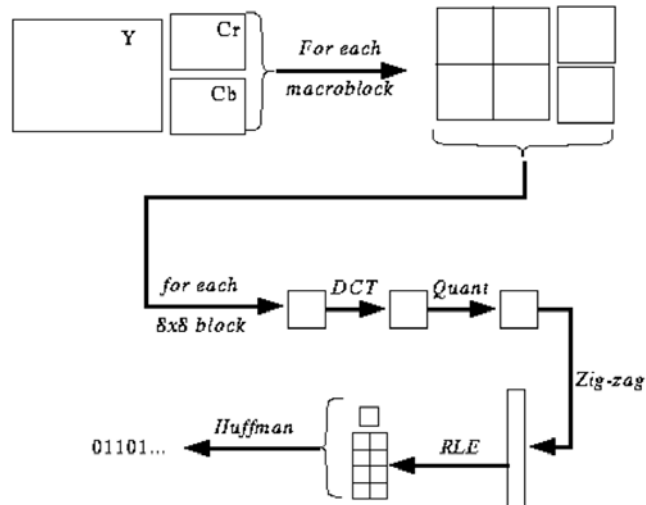 Y
Cr
Cb
For each
macroblock
for each
8x8 block
DCT
Quant
Zig-zag
RLE
Huffman
01101...